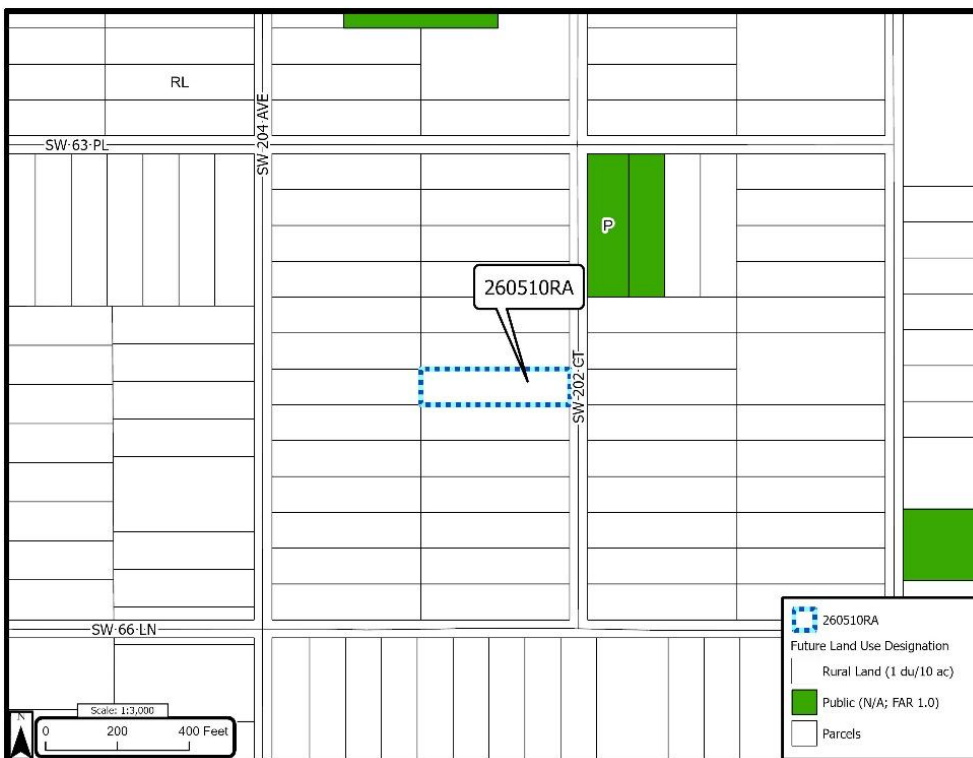 RL
SW 204 AVE
SW 63 PL
P
260510RA
SW 202 CT
SW 66 LN
Scale: 1:3,000
N
0 200 400 Feet
260510RA
Future Land Use Designation
Rural Land (1 du/10 ac)
Public (N/A; FAR 1.0)
Parcels